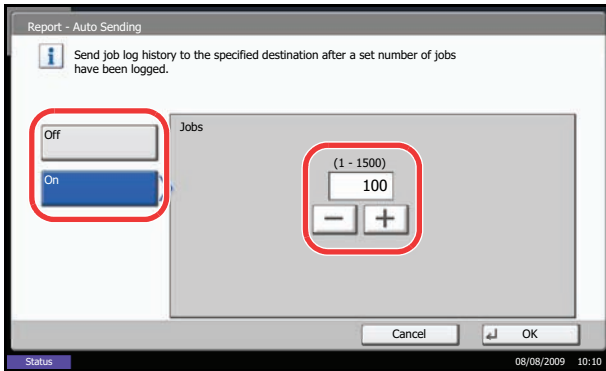 Report - Auto Sending
Send job log history to the specified destination after a set number of jobs
have been logged.
Off
Jobs
(1 - 1500)
On
100
Cancel
OK
Status
08/08/2009 10:10